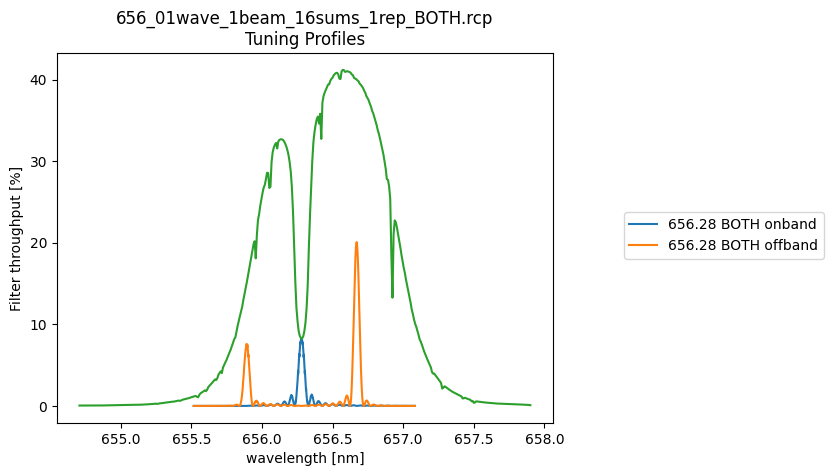 656_01wave_1beam_16sums_1rep_BOTH.rcp
Tuning Profiles
Filter throughput [%]
40
30
20
10
0
655.0 655.5 656.0 656.5 657.0 657.5 658.0
wavelength [nm]
656.28 BOTH onband
656.28 BOTH offband